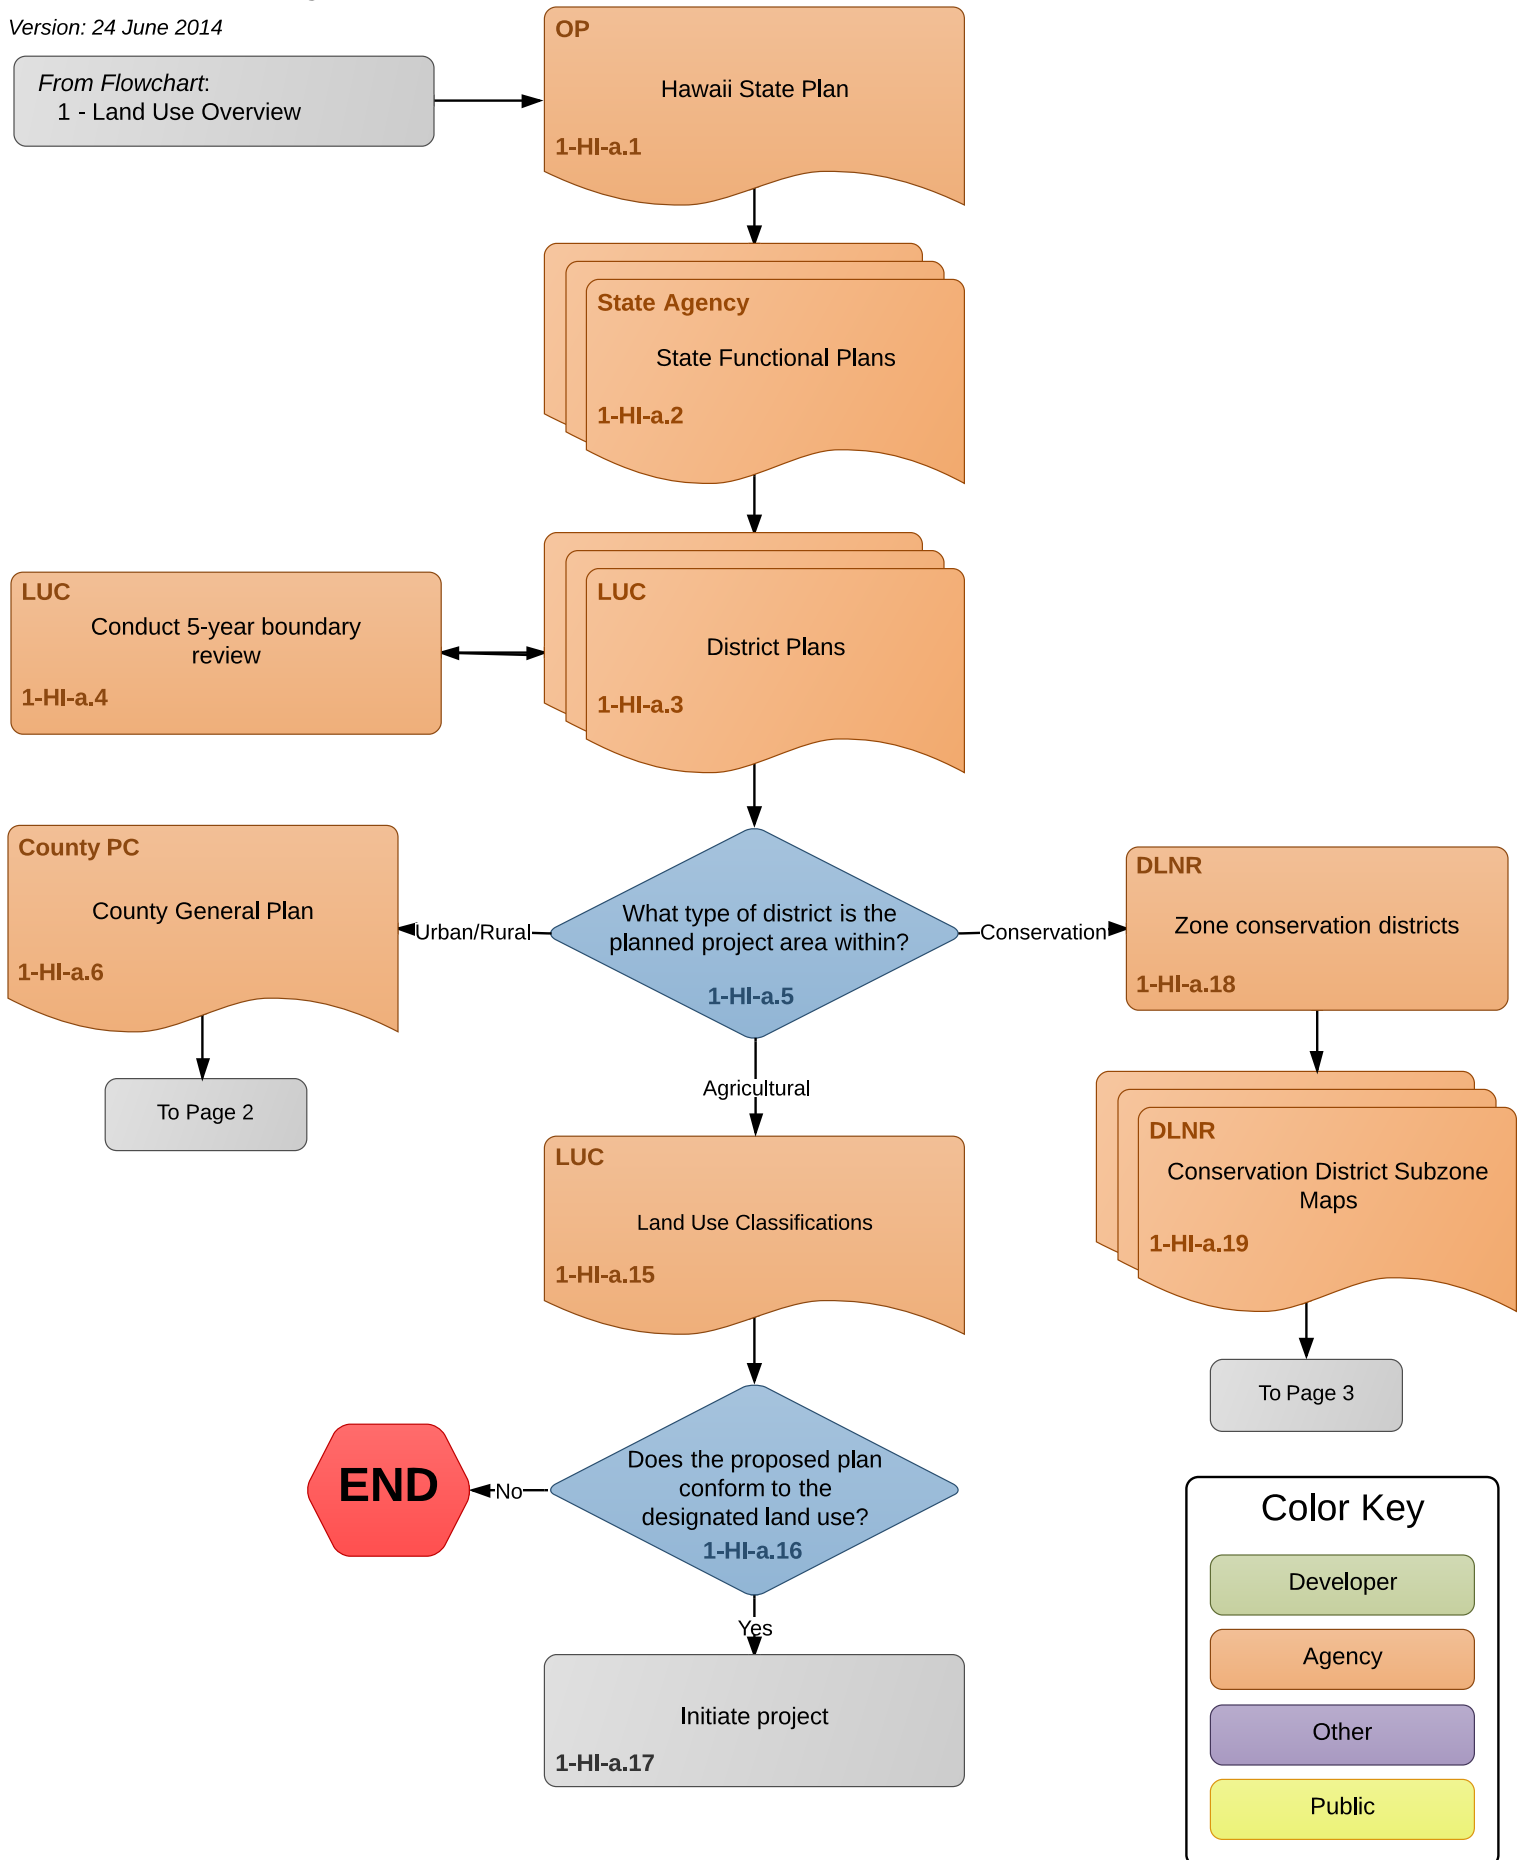 Version: 24 June 2014
From Flowchart:
1 - Land Use Overview
OP
Hawaii State Plan
1-HI-a.1
State Agency
State Functional Plans
1-HI-a.2
LUC
District Plans
1-HI-a.3
LUC
Conduct 5-year boundary
review
1-HI-a.4
County PC
County General Plan
1-HI-a.6
To Page 2
Urban/Rural
What type of district is the
planned project area within?
1-HI-a.5
Conservation
DLNR
Zone conservation districts
1-HI-a.18
DLNR
Conservation District Subzone
Maps
1-HI-a.19
To Page 3
Agricultural
LUC
Land Use Classifications
1-HI-a.15
Does the proposed plan
conform to the
designated land use?
1-HI-a.16
No
END
Yes
Initiate project
1-HI-a.17
Color Key
Developer
Agency
Other
Public